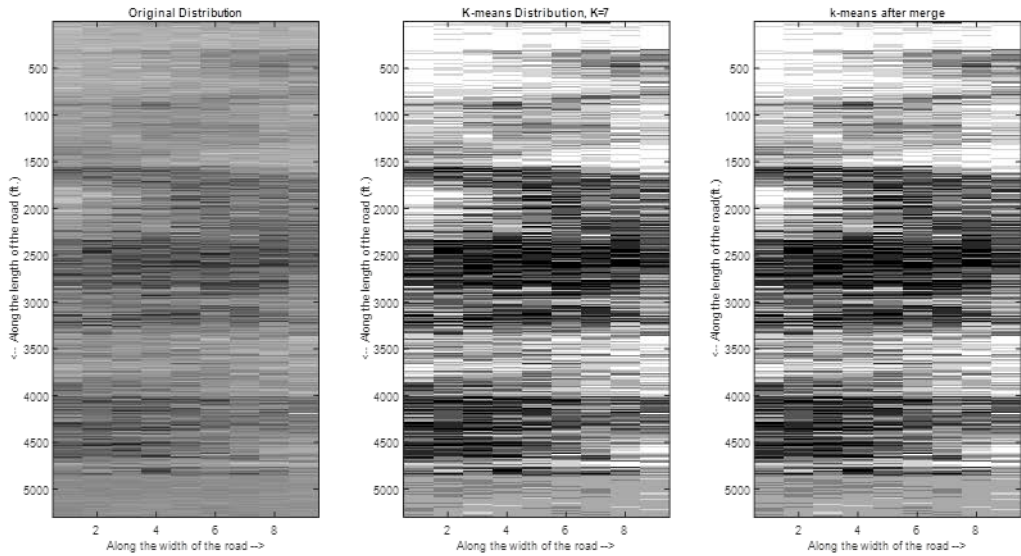 Original Distribution
500
1000
1500
2000
2500
3000
3500
4000
4500
5000
<-- Along the length of the road (ft.)
2 4 6 8
Along the width of the road -->
K-means Distribution, K=7
500
1000
1500
2000
2500
3000
3500
4000
4500
5000
<-- Along the length of the road (ft.)
2 4 6 8
Along the width of the road -->
k-means after merge
500
1000
1500
2000
2500
3000
3500
4000
4500
5000
<-- Along the length of the road(ft.)
2 4 6 8
Along the width of the road -->